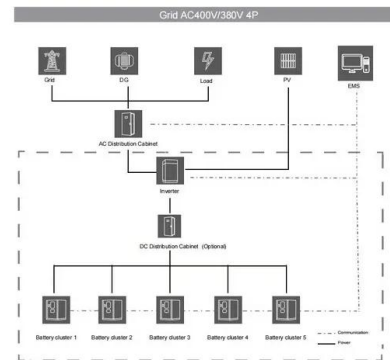 Grid AC400V/380V 4P
Grid
DG
Load
PV
EMS
AC Distribution Cabinet
Inverter
DC Distribution Cabinet (Optional)
Battery cluster 1
Battery cluster 2
Battery cluster 3
Battery cluster 4
Battery cluster 5
Communication
Power